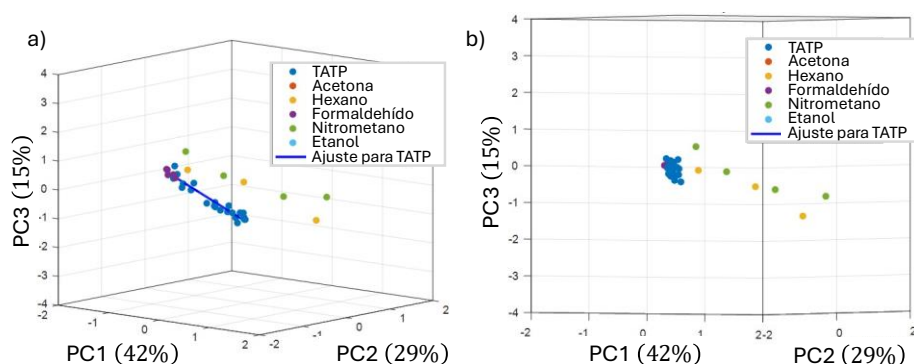 a)
4
3
2
1
0
-1
-2
-3
-4
PC3 (15%)
-2
-1
0
1
2
PC1 (42%)
-2
-1
0
1
2
PC2 (29%)
TATP
Acetona
Hexano
Formaldehído
Nitrometano
Etanol
Ajuste para TATP
b)
4
3
2
1
0
-1
-2
-3
-4
PC3 (15%)
-2
-1
0
1
2-2
0
2
PC1 (42%)
PC2 (29%)
TATP
Acetona
Hexano
Formaldehído
Nitrometano
Etanol
Ajuste para TATP